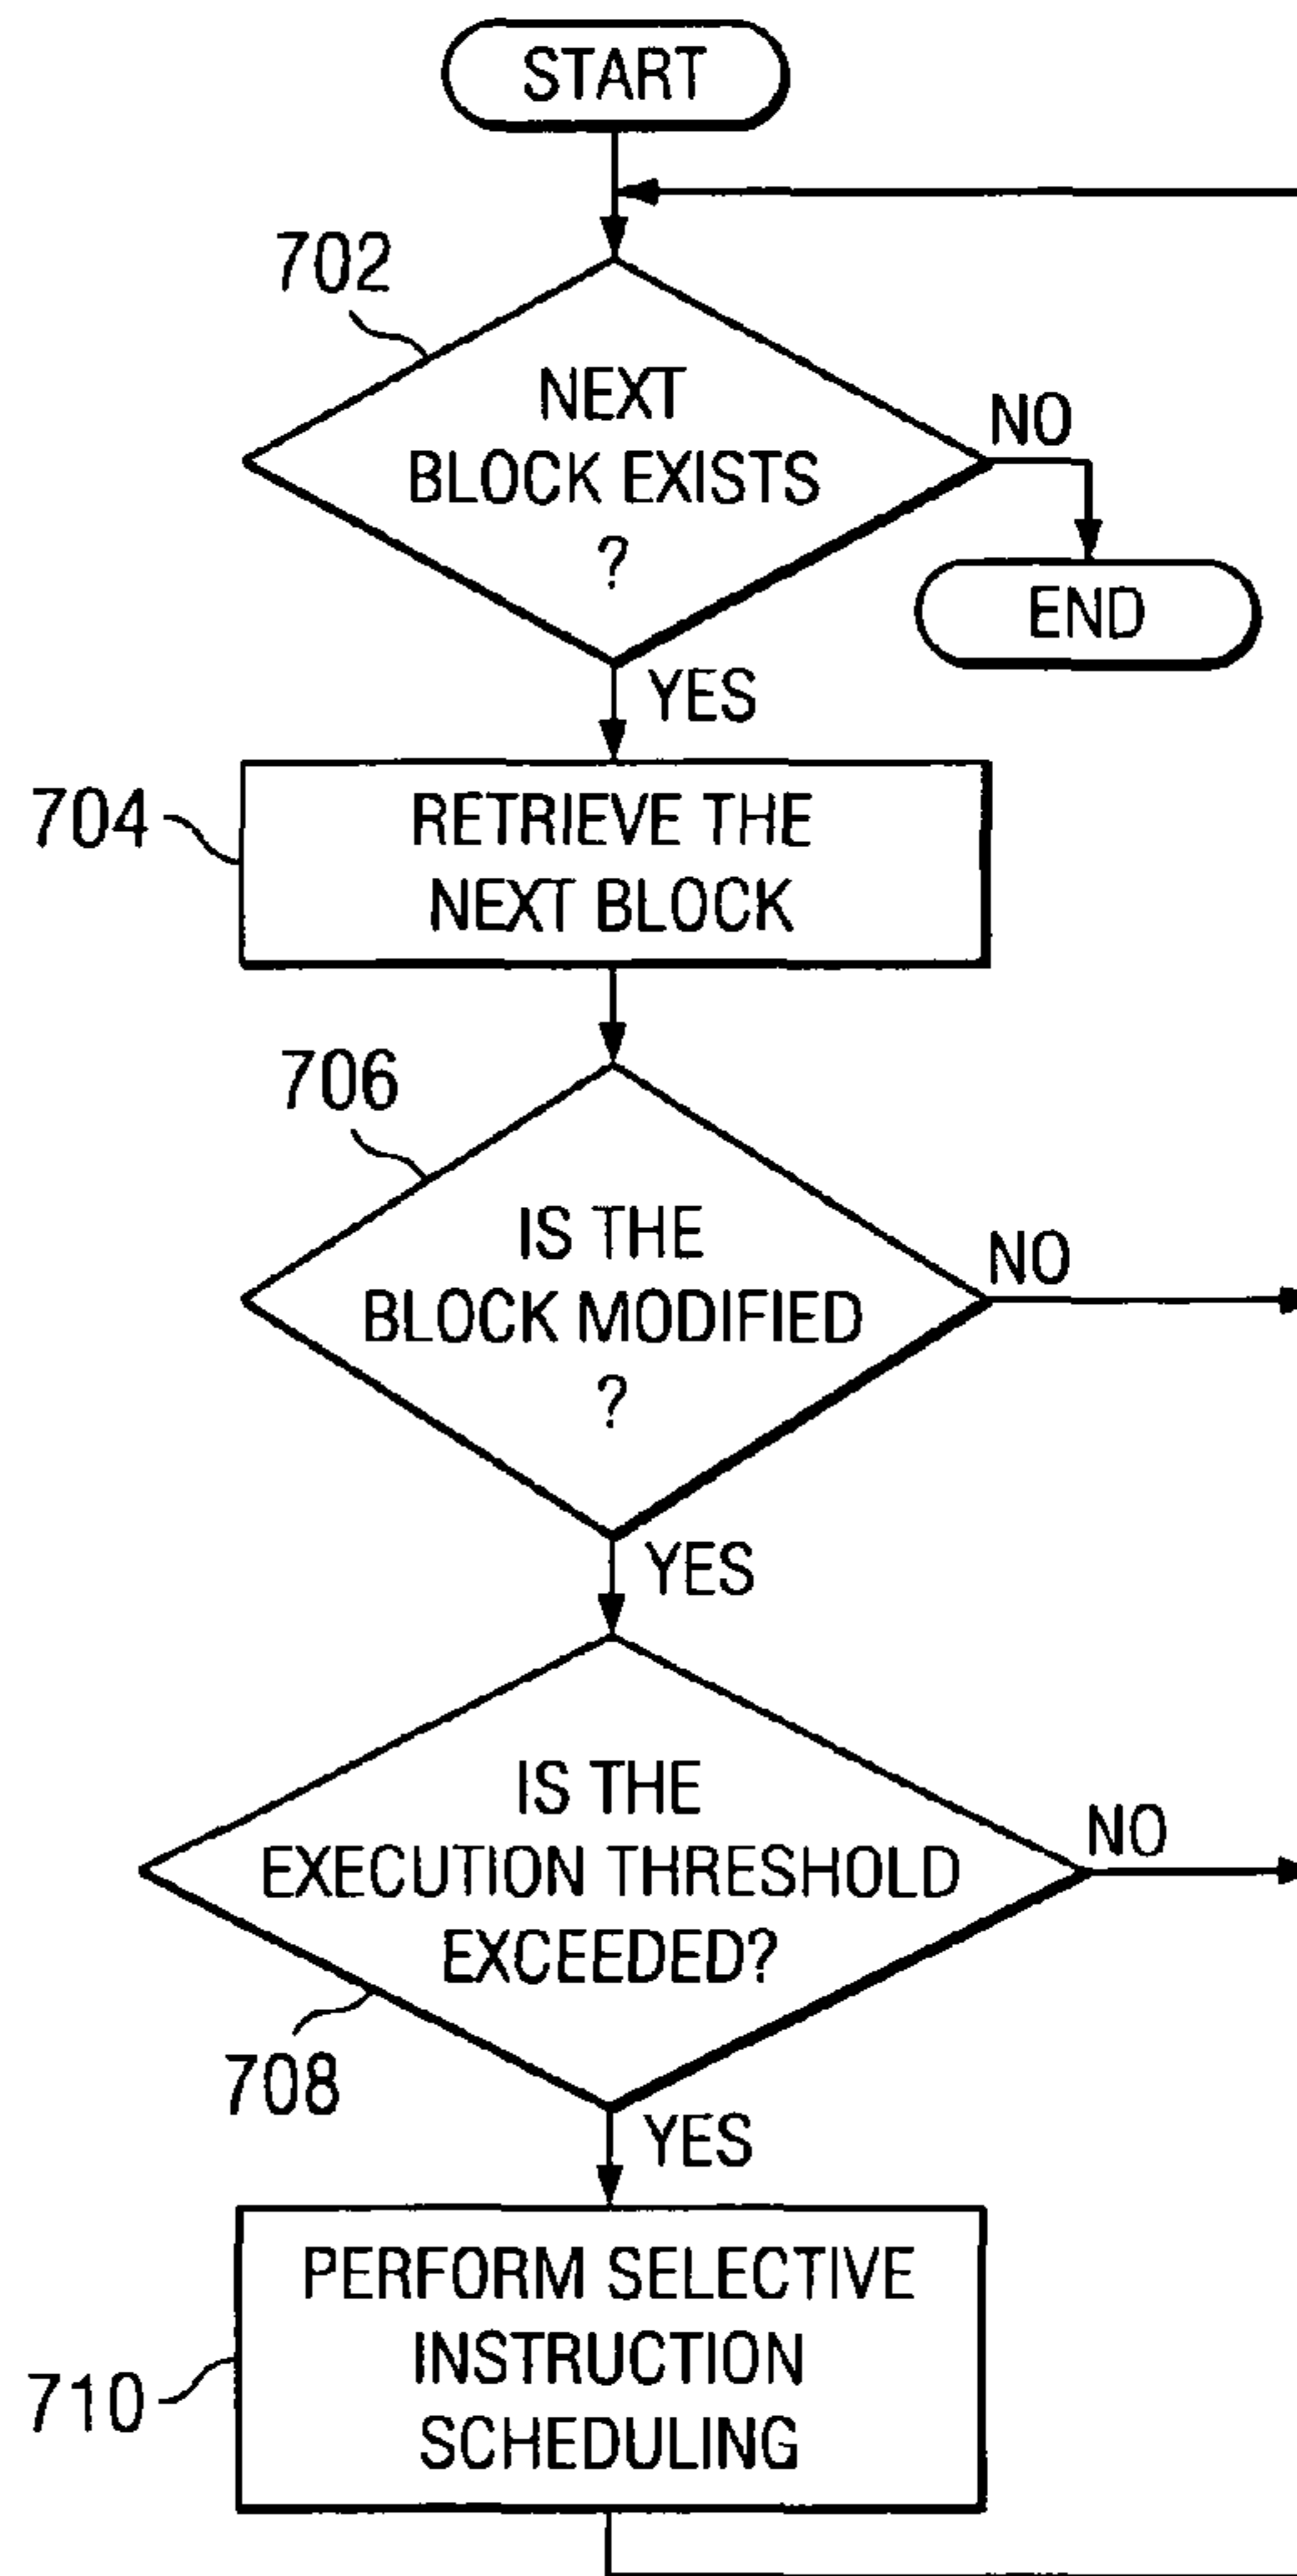 START
702
NEXT
BLOCK EXISTS
?
NO
END
YES
704
RETRIEVE THE
NEXT BLOCK
706
IS THE
BLOCK MODIFIED
?
NO
YES
IS THE
EXECUTION THRESHOLD
EXCEEDED?
NO
708
YES
PERFORM SELECTIVE
INSTRUCTION
SCHEDULING
710